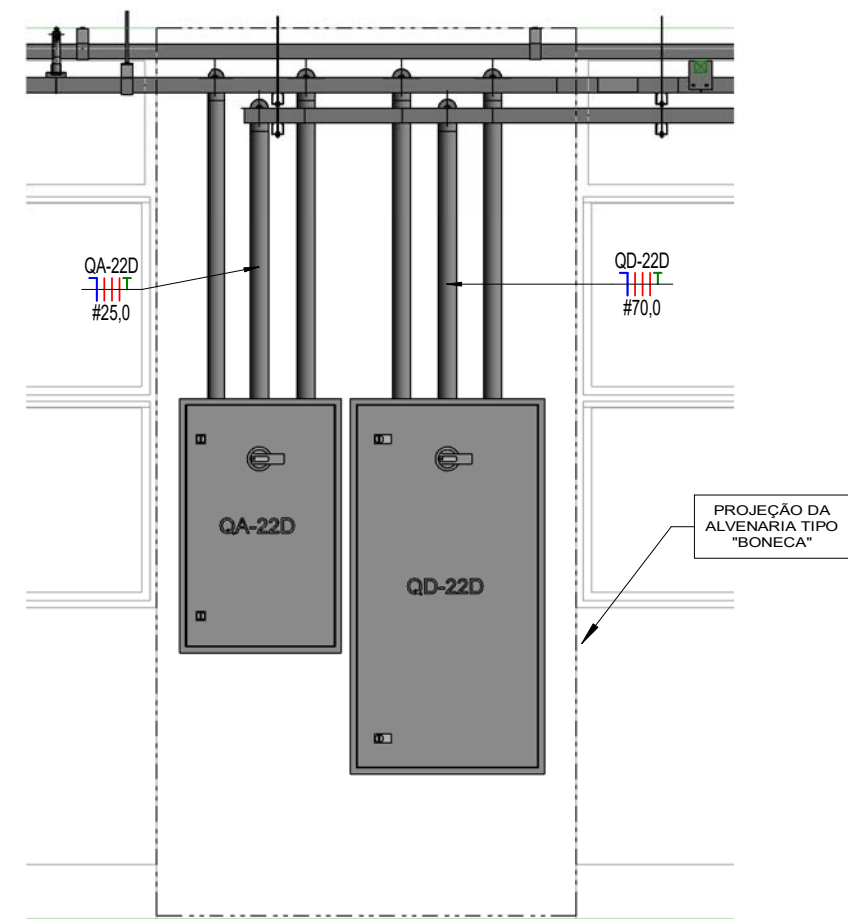 QA-22D
#25,0
QD-22D
#70,0
QA-22D
QD-22D
PROJEÇÃO DA
ALVENARIA TIPO
"BONECA"